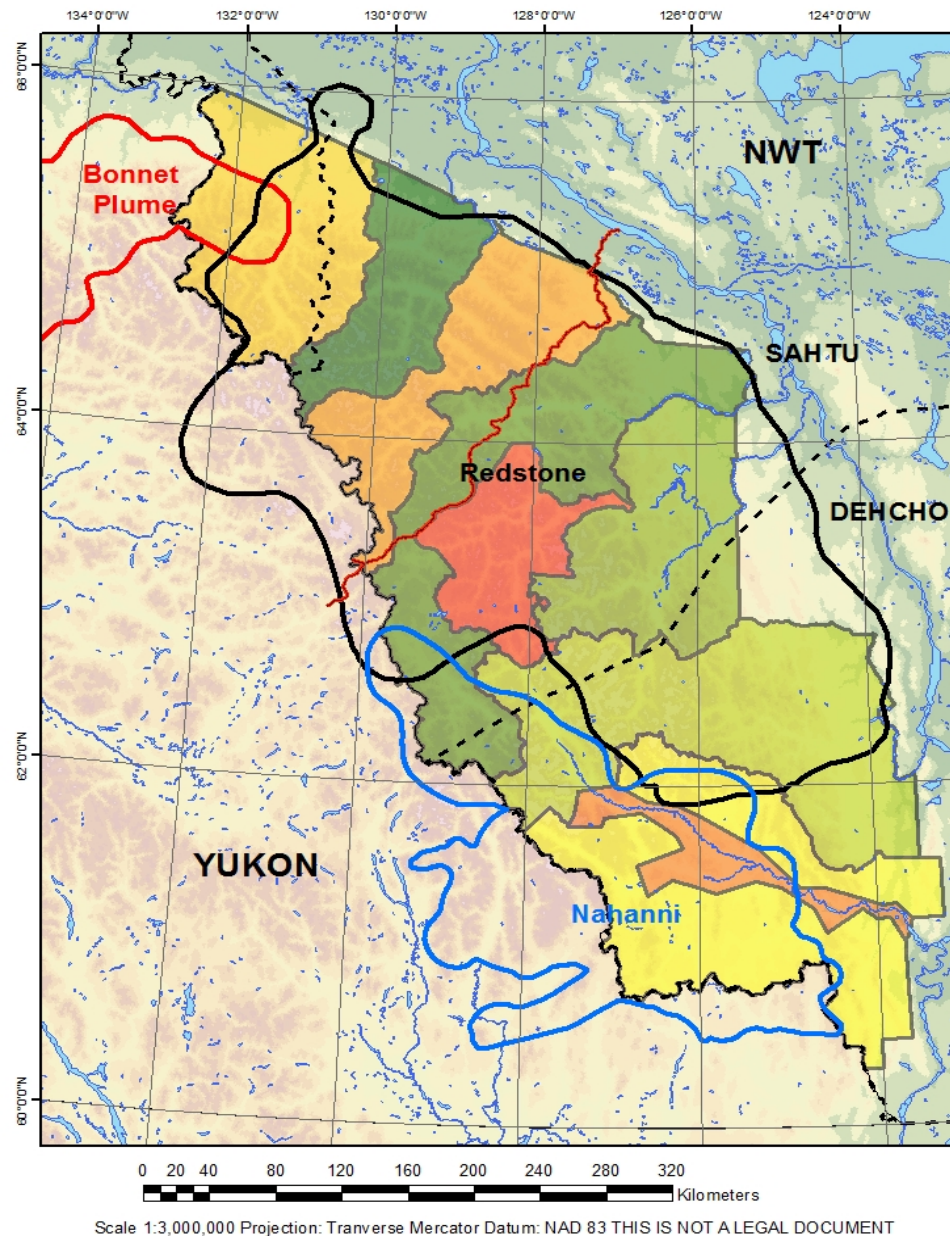 134°0'0"W 132°0'0"W 130°0'0"W 128°0'0"W 126°0'0"W 124°0'0"W
66°0'0"N
NWT
Bonnet
Plume
SAHTU
64°0'0"N
Redstone
DEHCHO
62°0'0"N
YUKON
Nahanni
60°0'0"N
0 20 40 80 120 160 200 240 280 320
Kilometers
Scale 1:3,000,000 Projection: Tranverse Mercator Datum: NAD 83 THIS IS NOT A LEGAL DOCUMENT